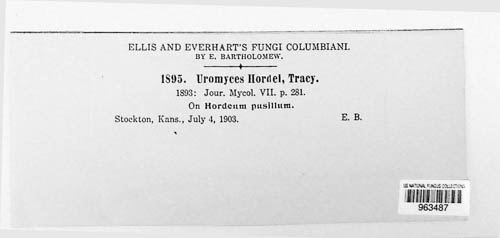 ELLIS AND EVERHART'S FUNGI COLUMBIANI.
BY E. BARTHOLOMEW.
1895. Uromyces Hordei, Tracy.
1893: Jour. Mycol. VII. p. 281.
On Hordeum pusillum.
Stockton, Kans., July 4, 1903. E. B.
US NATIONAL FUNGUS COLLECTIONS
963487